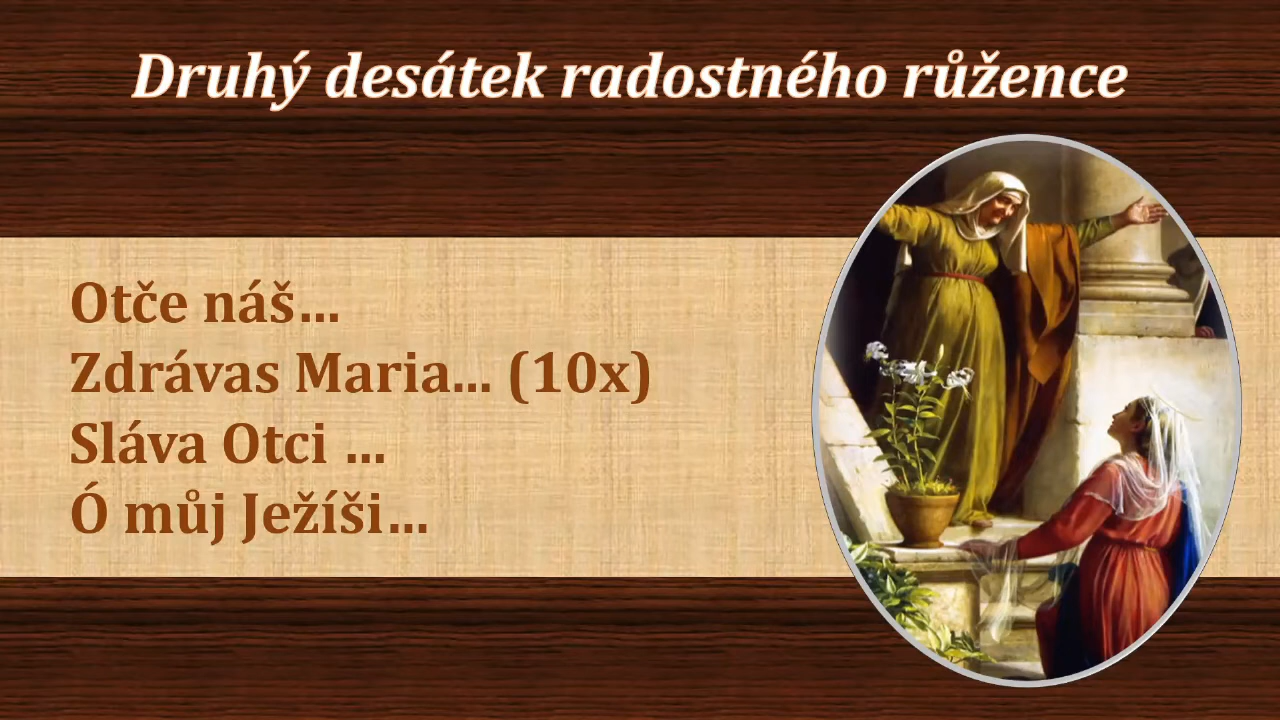 Druhý desátek radostného růžence
Otče náš…
Zdrávas Maria… (10x)
Sláva Otci …
Ó můj Ježíši…